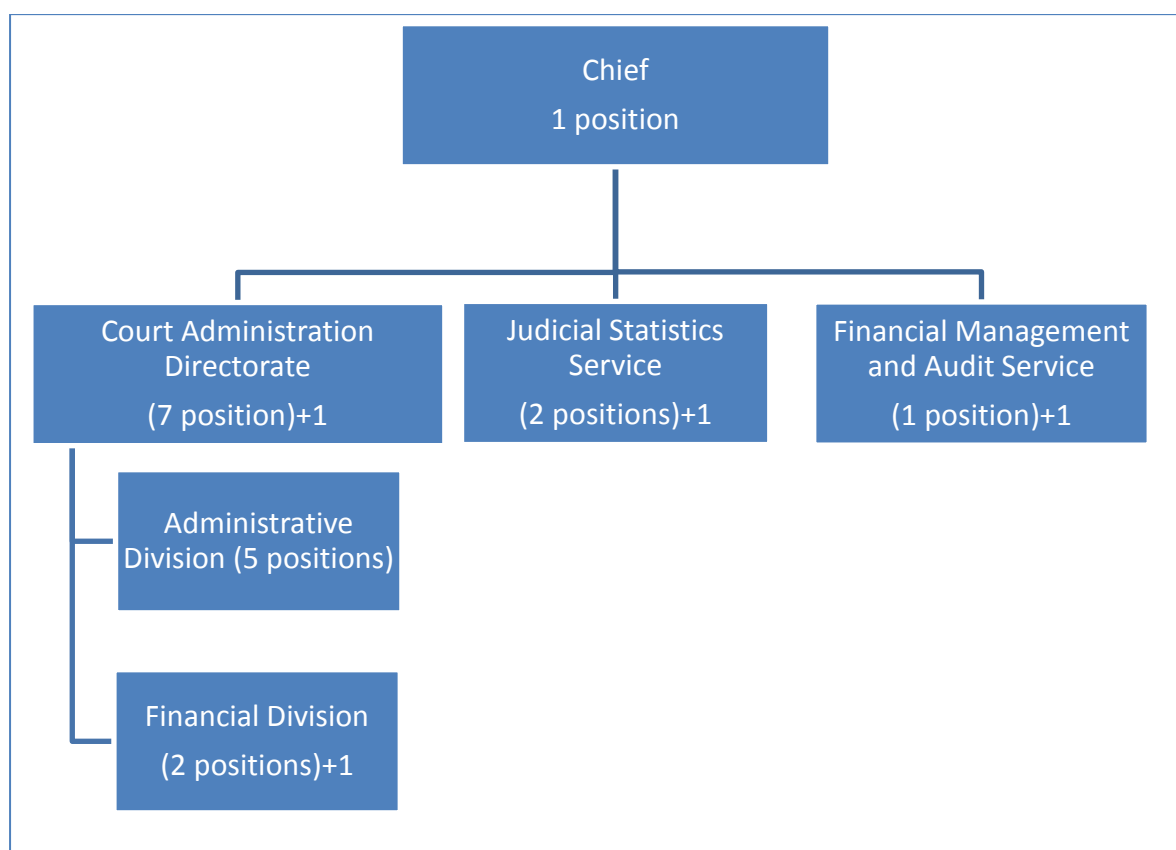 Chief
1 position
Court Administration
Directorate
(7 position)+1
Judicial Statistics
Service
(2 positions)+1
Financial Management
and Audit Service
(1 position)+1
Administrative
Division (5 positions)
Financial Division
(2 positions)+1